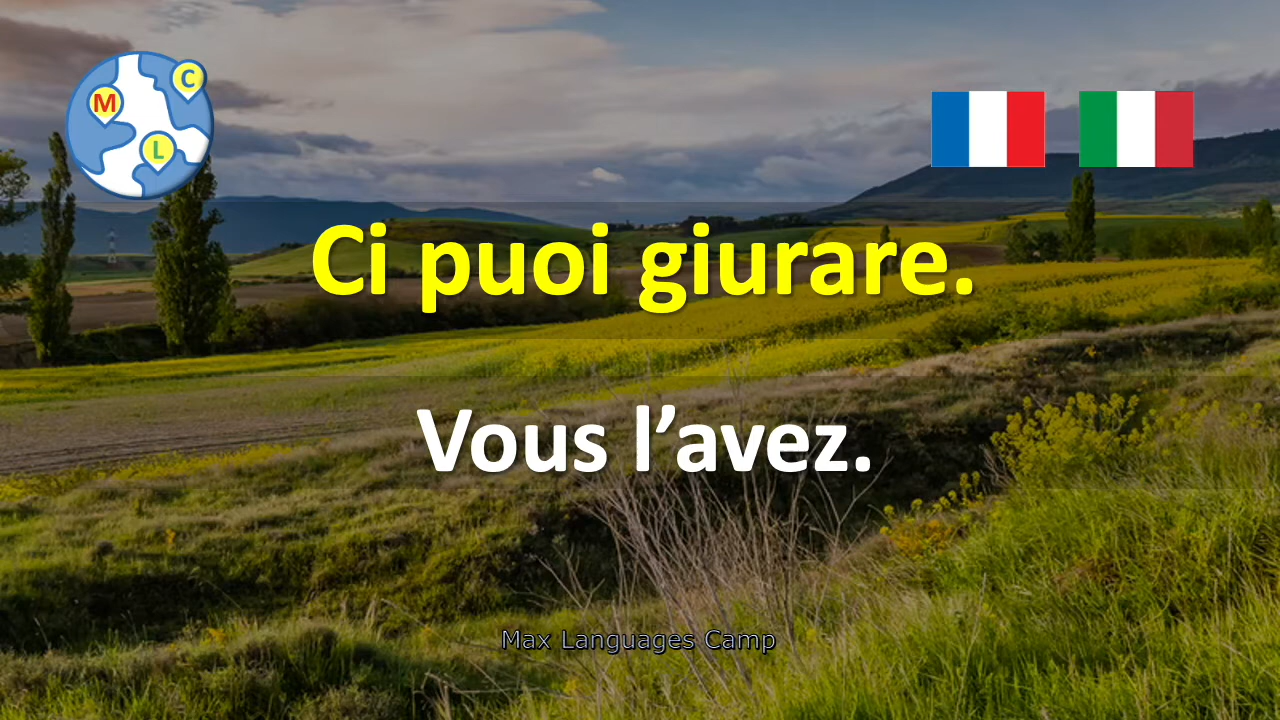 M
C
L
Ci puoi giurare.
Vous l’avez.
Max Languages Camp